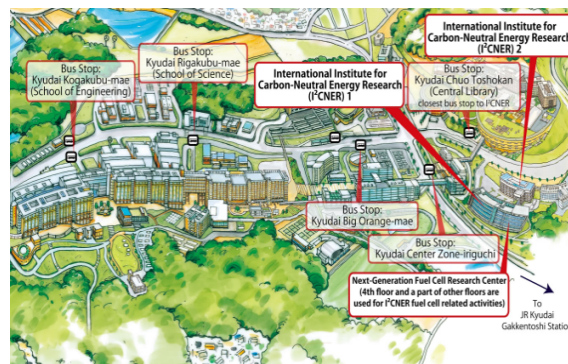 International Institute for
Carbon-Neutral Energy Research
(I²CNER) 2
Bus Stop:
Kyudai Kogakubu-mae
(School of Engineering)
Bus Stop:
Kyudai Rigakubu-mae
(School of Science)
International Institute for
Carbon-Neutral Energy Research
(I²CNER) 1
Bus Stop:
Kyudai Chuo Toshokan
(Central Library)
closest bus stop to I²CNER
Bus Stop:
Kyudai Big Orange-mae
Bus Stop:
Kyudai Center Zone-iriguchi
Next-Generation Fuel Cell Research Center
(4th floor and a part of other floors are
used for I²CNER fuel cell related activities)
To
JR Kyudai
Gakkentoshi Statio